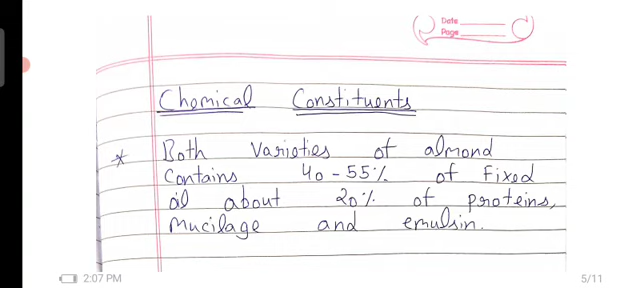 Date
Page
Chemical Constituents
* Both varieties of almond
Contains 40-55% of fixed
oil about 20% of proteins,
mucilage and emulsin.
2:07 PM 5/11